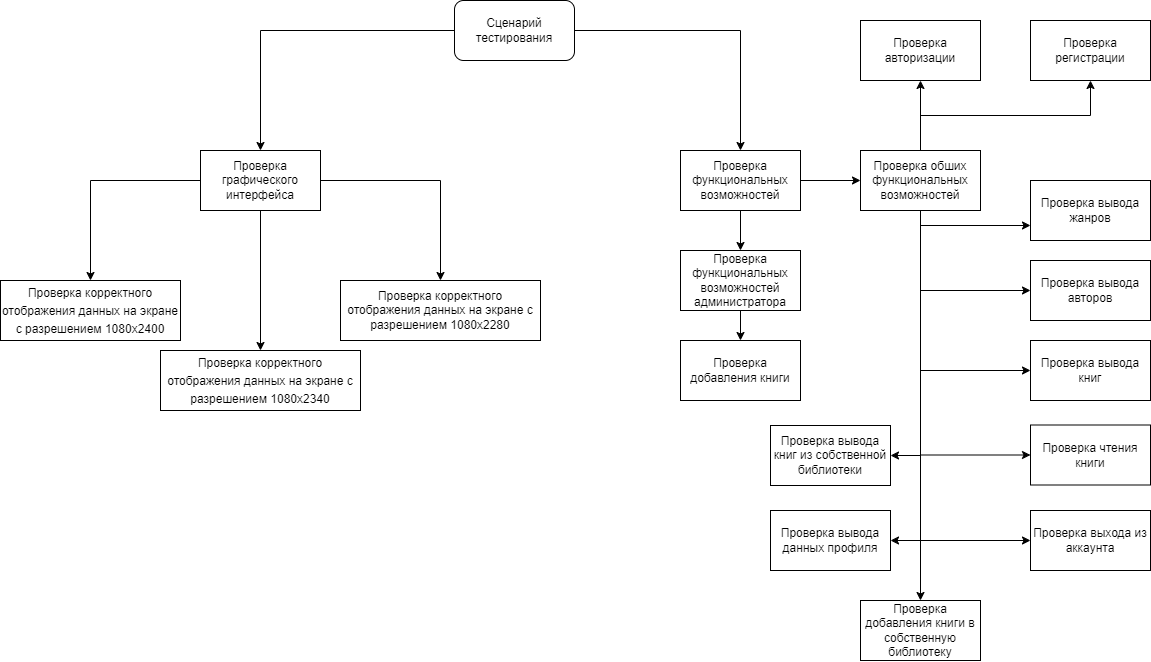 Сценарий
тестирования
Проверка
авторизации
Проверка
регистрации
Проверка
графического
интерфейса
Проверка
функциональных
возможностей
Проверка обших
функциональных
возможностей
Проверка вывода
жанров
Проверка корректного
отображения данных на экране
с разрешением 1080x2400
Проверка корректного
отображения данных на экране с
разрешением 1080x2340
Проверка корректного
отображения данных на экране с
разрешением 1080x2280
Проверка
функциональных
возможностей
администратора
Проверка вывода
авторов
Проверка
добавления книги
Проверка вывода
книг
Проверка вывода
книг из собственной
библиотеки
Проверка чтения
книги
Проверка вывода
данных профиля
Проверка выхода из
аккаунта
Проверка
добавления книги в
собственную
библиотеку